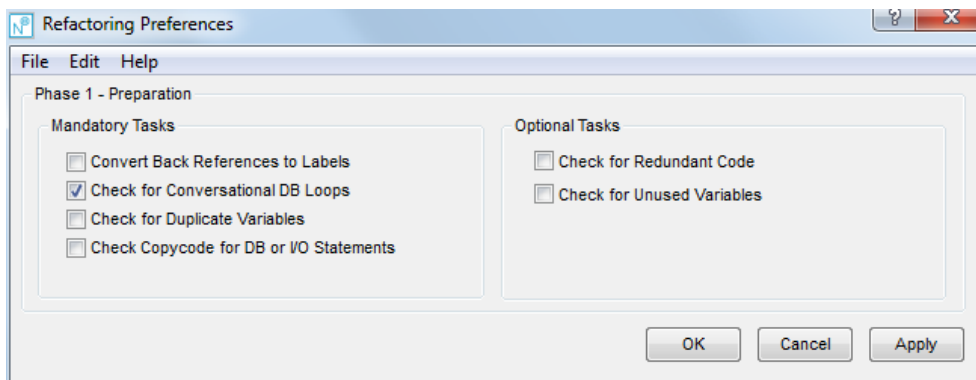 Refactoring Preferences
File Edit Help
Phase 1 - Preparation
Mandatory Tasks
Convert Back References to Labels
Check for Conversational DB Loops
Check for Duplicate Variables
Check Copycode for DB or I/O Statements
Optional Tasks
Check for Redundant Code
Check for Unused Variables
OK Cancel Apply